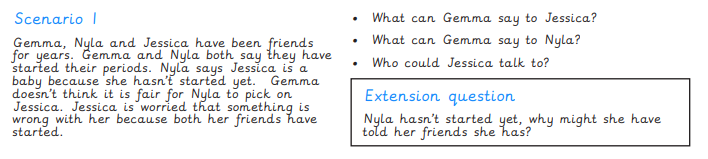 Scenario 1
Gemma, Nyla and Jessica have been friends
for years. Gemma and Nyla both say they have
started their periods. Nyla says Jessica is a
baby because she hasn't started yet. Gemma
doesn't think it is fair for Nyla to pick on
Jessica. Jessica is worried that something is
wrong with her because both her friends have
started.
• What can Gemma say to Jessica?
• What can Gemma say to Nyla?
• Who could Jessica talk to?
Extension question
Nyla hasn't started yet, why might she have
told her friends she has?